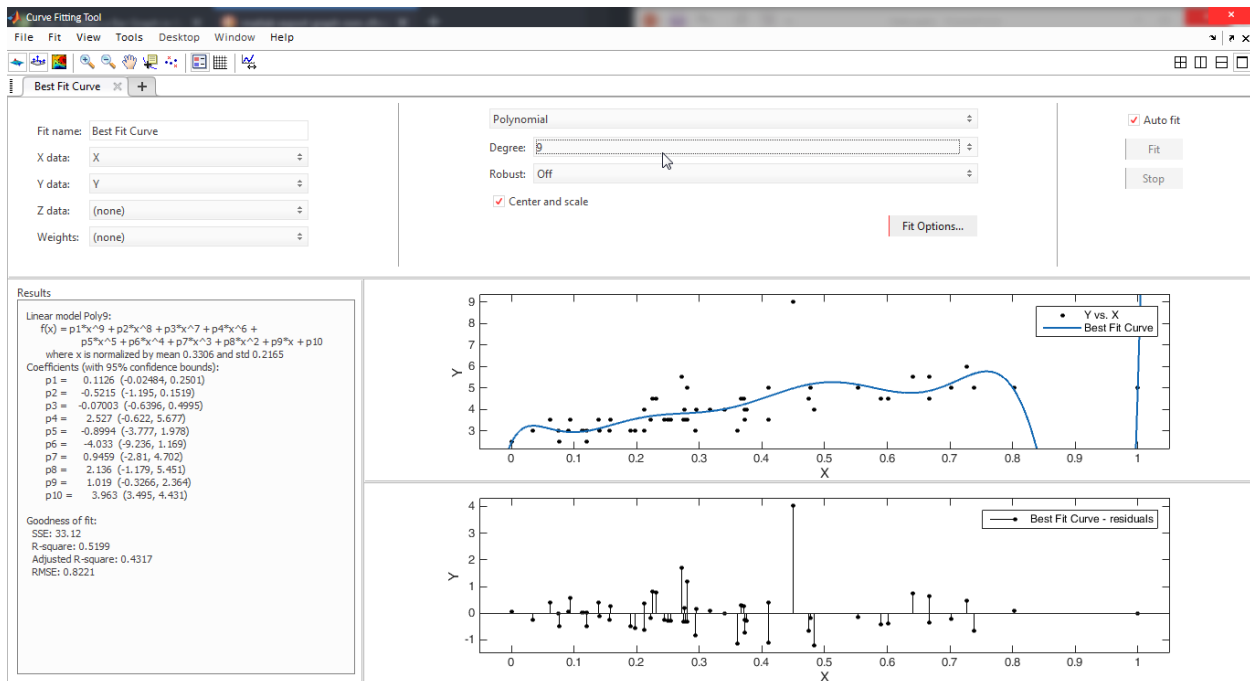 Curve Fitting Tool
File Fit View Tools Desktop Window Help
Best Fit Curve
Fit name: Best Fit Curve
X data: X
Y data: Y
Z data: (none)
Weights: (none)
Polynomial
Degree: 9
Robust: Off
Center and scale
Fit Options...
Auto fit
Fit
Stop
Results
Linear model Poly9:
f(x) = p1*x^9 + p2*x^8 + p3*x^7 + p4*x^6 +
p5*x^5 + p6*x^4 + p7*x^3 + p8*x^2 + p9*x + p10
where x is normalized by mean 0.3306 and std 0.2165
Coefficients (with 95% confidence bounds):
p1 = 0.1126 (-0.02484, 0.2501)
p2 = -0.5215 (-1.195, 0.1519)
p3 = -0.07003 (-0.6396, 0.4995)
p4 = 2.527 (-0.622, 5.677)
p5 = -0.8994 (-3.777, 1.978)
p6 = -4.033 (-9.236, 1.169)
p7 = 0.9459 (-2.81, 4.702)
p8 = 2.136 (-1.179, 5.451)
p9 = 1.019 (-0.3266, 2.364)
p10 = 3.963 (3.495, 4.431)
Goodness of fit:
SSE: 33.12
R-square: 0.5199
Adjusted R-square: 0.4317
RMSE: 0.8221
9
8
7
6
5
4
3
Y
0 0.1 0.2 0.3 0.4 0.5 0.6 0.7 0.8 0.9 1
X
Y vs. X
Best Fit Curve
4
3
2
1
0
-1
Y
0 0.1 0.2 0.3 0.4 0.5 0.6 0.7 0.8 0.9 1
X
Best Fit Curve - residuals